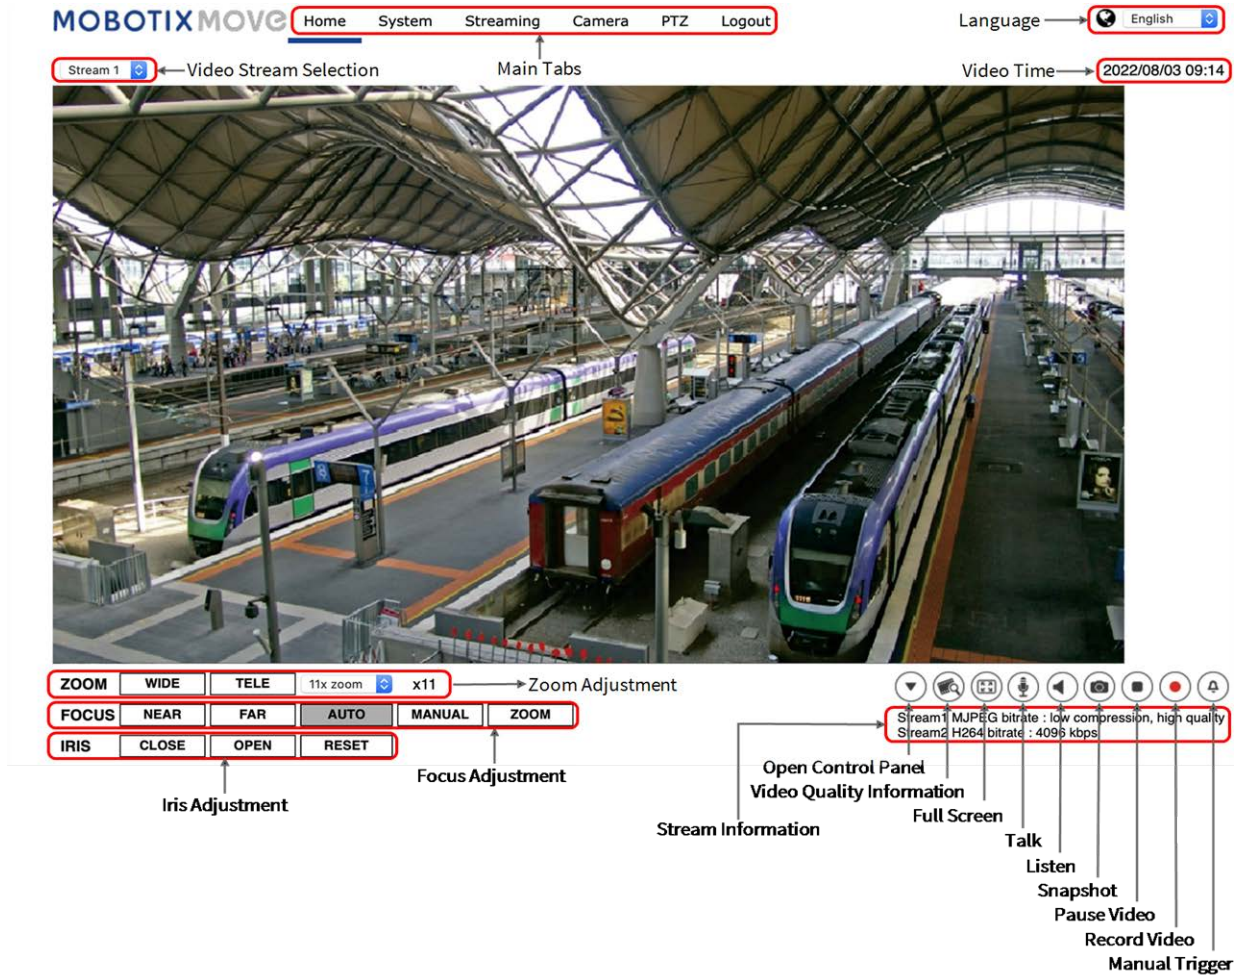 MOBOTIX MOVE
Home System Streaming Camera PTZ Logout
Language
English
Stream 1
Video Stream Selection
Main Tabs
Video Time
2022/08/03 09:14
ZOOM WIDE TELE 11x zoom x11
Zoom Adjustment
FOCUS NEAR FAR AUTO MANUAL ZOOM
IRIS CLOSE OPEN RESET
Stream1 MJPEG bitrate : low compression, high quality
Stream2 H264 bitrate : 4096 kbps
Focus Adjustment
Iris Adjustment
Open Control Panel
Video Quality Information
Full Screen
Stream Information
Talk
Listen
Snapshot
Pause Video
Record Video
Manual Trigger